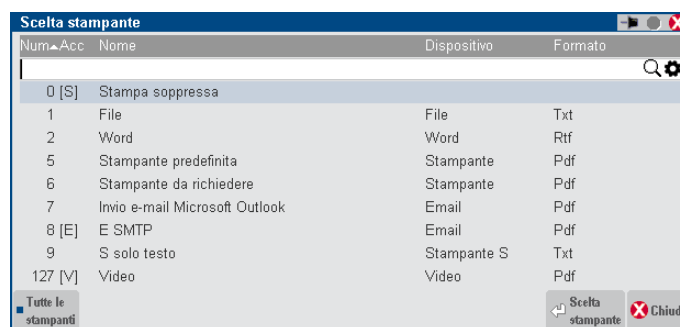 Scelta stampante
Num Acc Nome Dispositivo Formato
0 [S] Stampa soppressa
1 File File Txt
2 Word Word Rtf
5 Stampante predefinita Stampante Pdf
6 Stampante da richiedere Stampante Pdf
7 Invio e-mail Microsoft Outlook Email Pdf
8 [E] E SMTP Email Pdf
9 S solo testo Stampante S Txt
127 [V] Video Video Pdf
Tutte le
stampanti
Scelta
stampante
Chiud